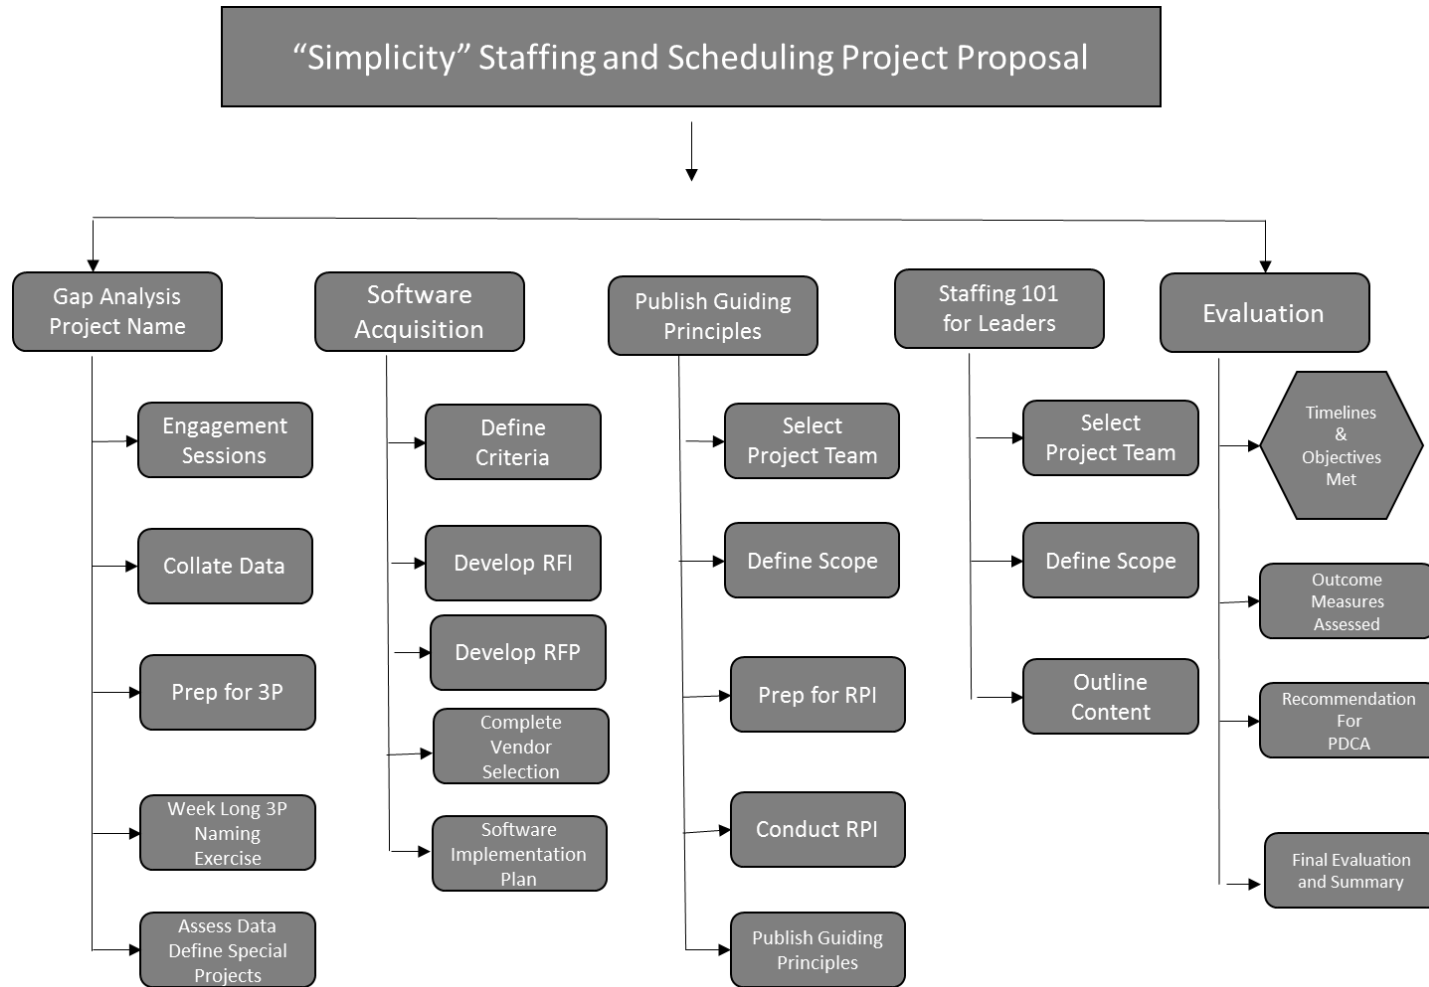 “Simplicity” Staffing and Scheduling Project Proposal
Gap Analysis
Project Name
Engagement
Sessions
Collate Data
Prep for 3P
Week Long 3P
Naming
Exercise
Assess Data
Define Special
Projects
Software
Acquisition
Define
Criteria
Develop RFI
Develop RFP
Complete
Vendor
Selection
Software
Implementation
Plan
Publish Guiding
Principles
Select
Project Team
Define Scope
Prep for RPI
Conduct RPI
Publish Guiding
Principles
Staffing 101
for Leaders
Select
Project Team
Define Scope
Outline
Content
Evaluation
Timelines
&
Objectives
Met
Outcome
Measures
Assessed
Recommendation
For
PDCA
Final Evaluation
and Summary